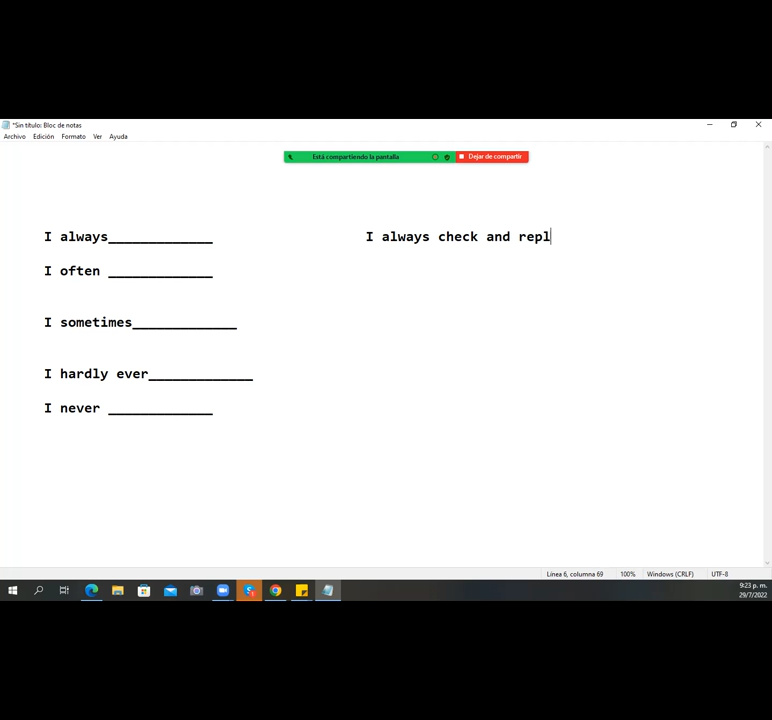 *Sin título: Bloc de notas
Archivo Edición Formato Ver Ayuda
Está compartiendo la pantalla Dejar de compartir
I always_____________ I always check and repl
I often _____________
I sometimes_____________
I hardly ever_____________
I never _____________
Línea 6, columna 69 100% Windows (CRLF) UTF-8
9:23 p. m.
29/7/2022